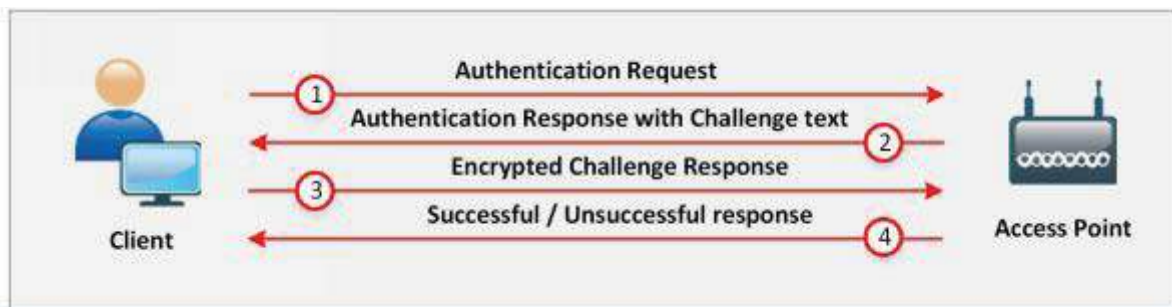 Authentication Request
1
Authentication Response with Challenge text
2
Encrypted Challenge Response
3
Successful / Unsuccessful response
4
Client
Access Point